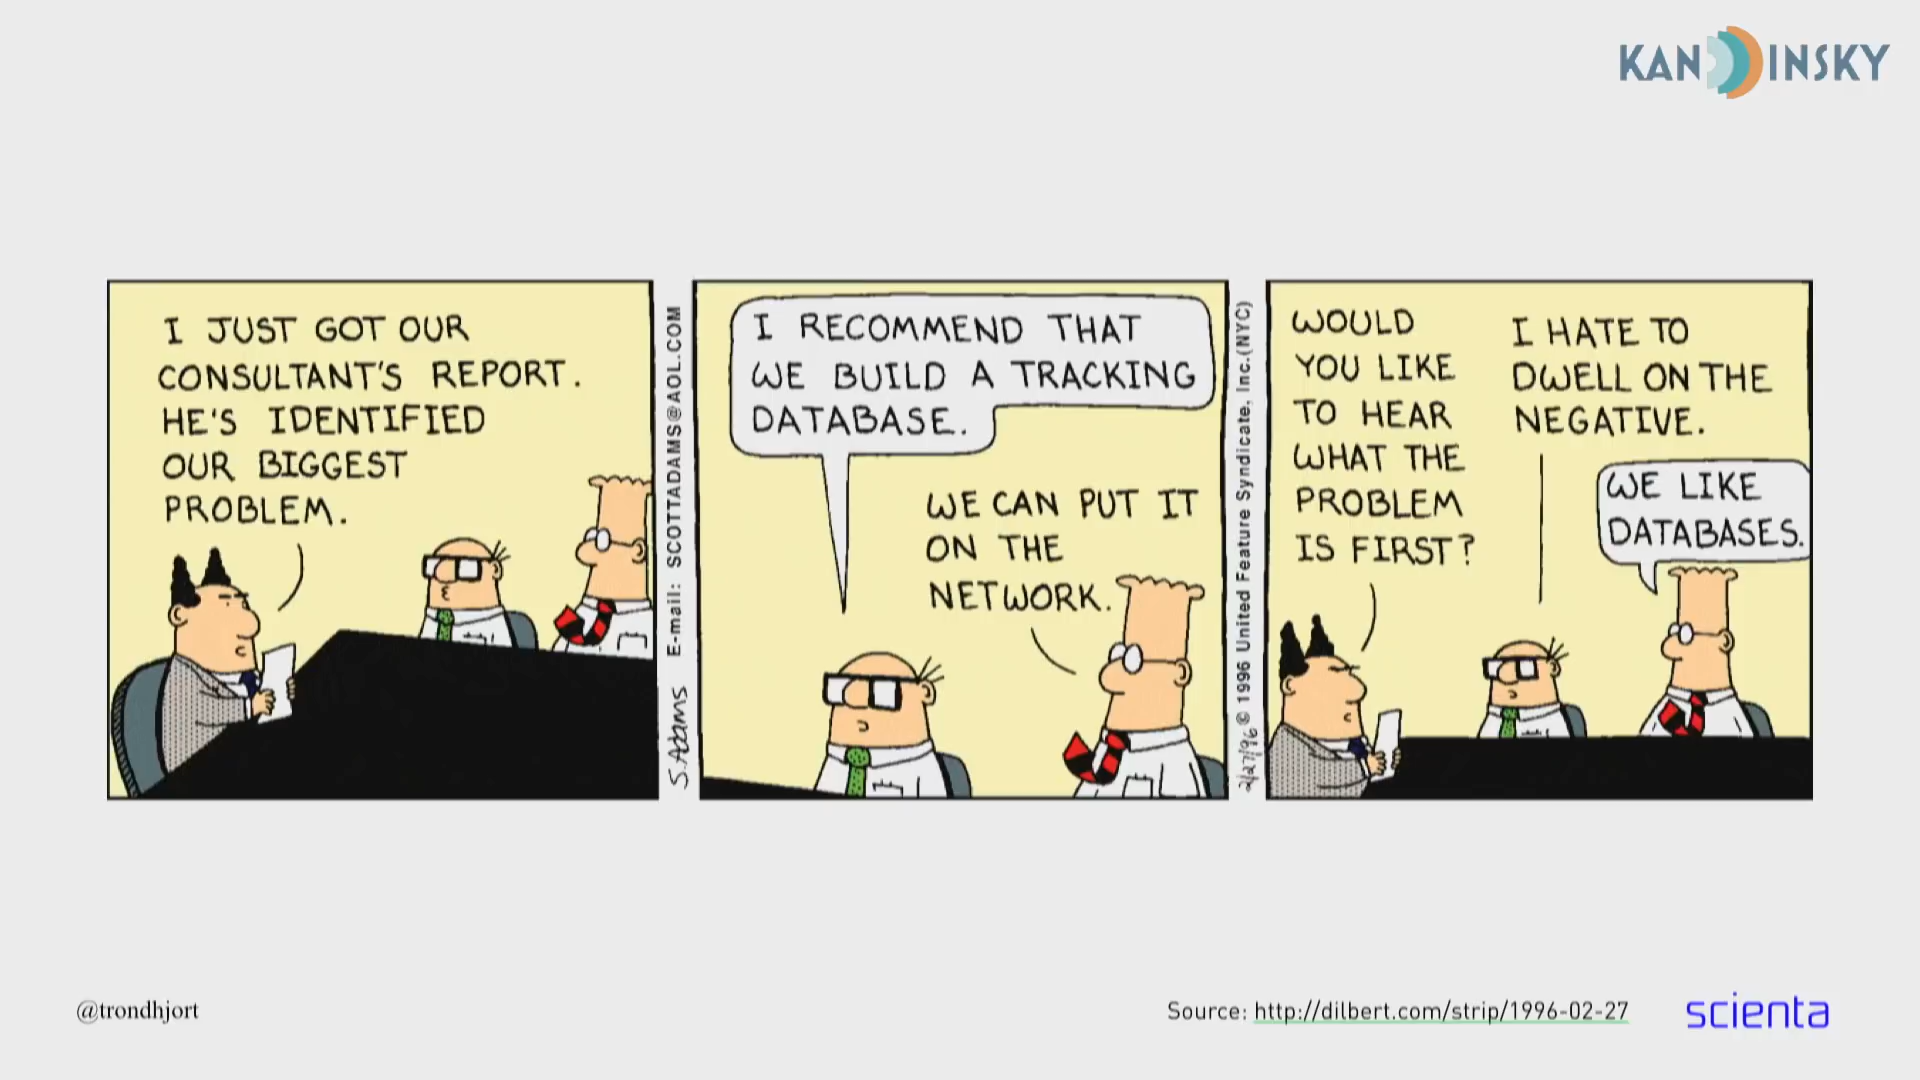 KANDINSKY
I JUST GOT OUR
CONSULTANT'S REPORT.
HE'S IDENTIFIED
OUR BIGGEST
PROBLEM.
S.Adams E-mail: SCOTTADAMS@AOL.COM
I RECOMMEND THAT
WE BUILD A TRACKING
DATABASE.
WE CAN PUT IT
ON THE
NETWORK.
2/27/96 © 1996 United Feature Syndicate, Inc.(NYC)
WOULD
YOU LIKE
TO HEAR
WHAT THE
PROBLEM
IS FIRST?
I HATE TO
DWELL ON THE
NEGATIVE.
WE LIKE
DATABASES.
@trondhjort
Source: http://dilbert.com/strip/1996-02-27
scienta